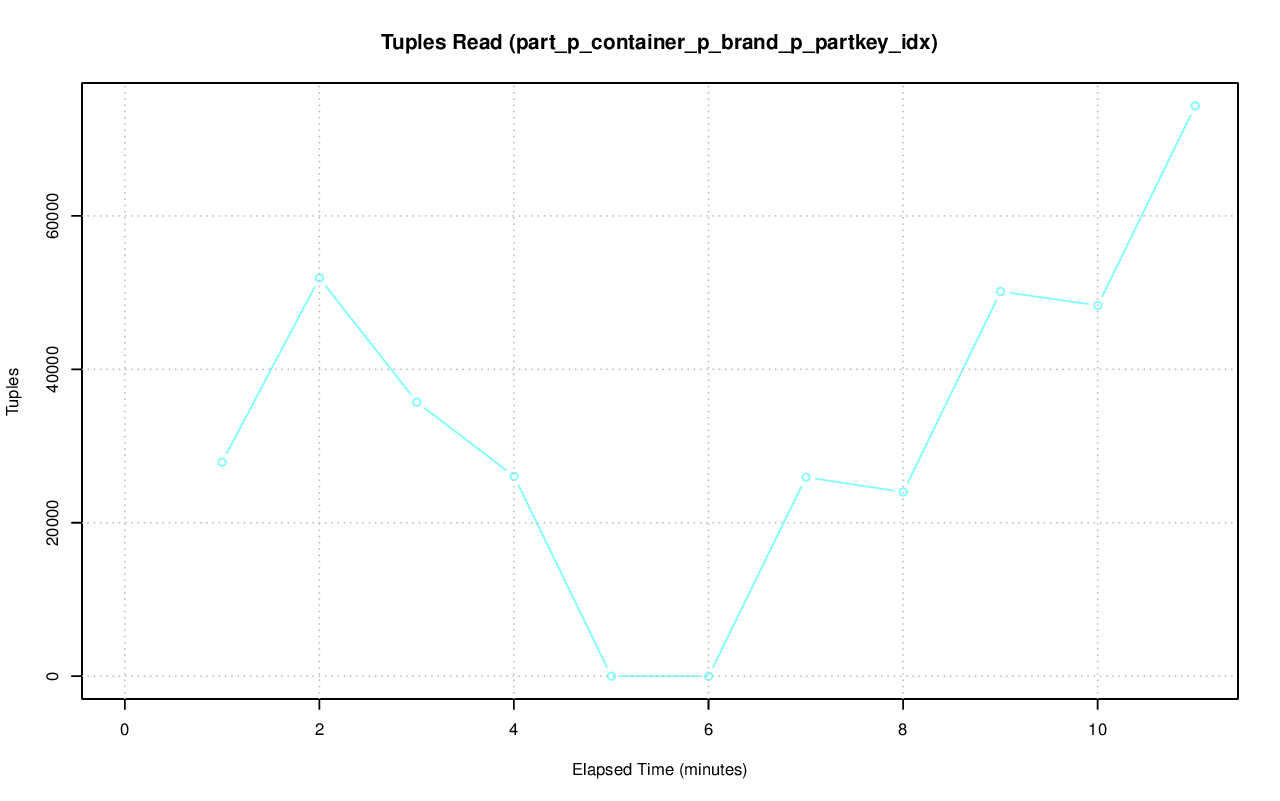 Tuples Read (part_p_container_p_brand_p_partkey_idx)
Tuples
60000
40000
20000
0
0 2 4 6 8 10
Elapsed Time (minutes)